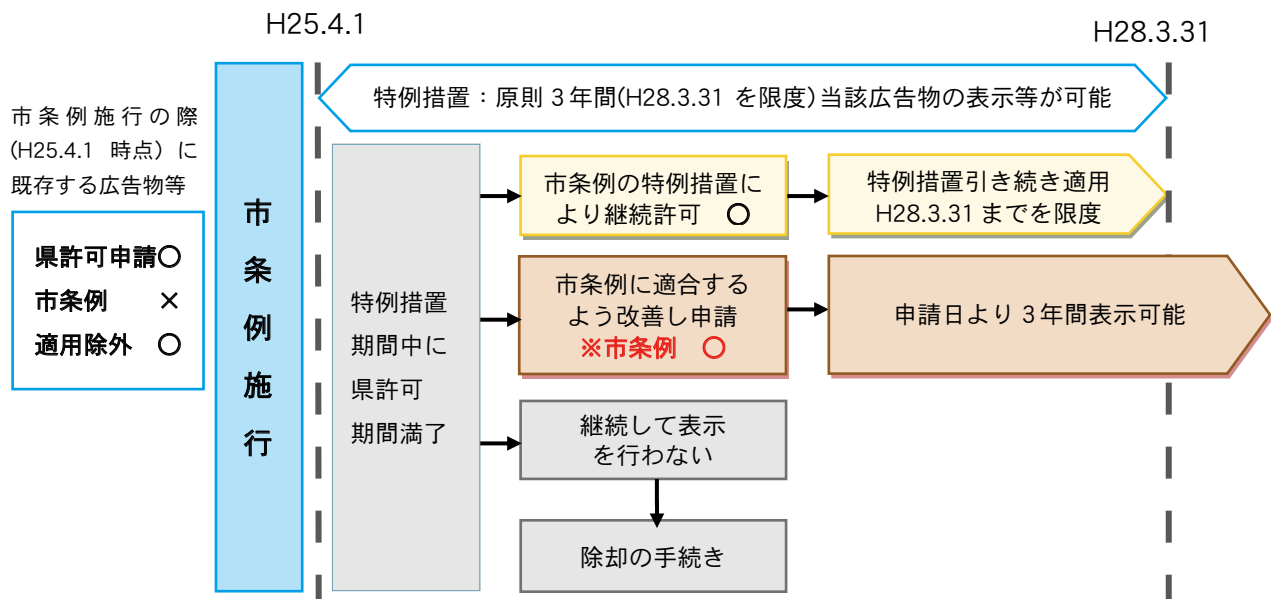 H25.4.1
H28.3.31
特例措置：原則3年間(H28.3.31 を限度)当該広告物の表示等が可能
市条例施行の際
(H25.4.1 時点）に
既存する広告物等
県許可申請○
市条例　×
適用除外　○
市条例施行
特例措置
期間中に
県許可
期間満了
市条例の特例措置に
より継続許可　○
特例措置引き続き適用
H28.3.31 までを限度
市条例に適合する
よう改善し申請
※市条例　○
申請日より3年間表示可能
継続して表示
を行わない
除却の手続き